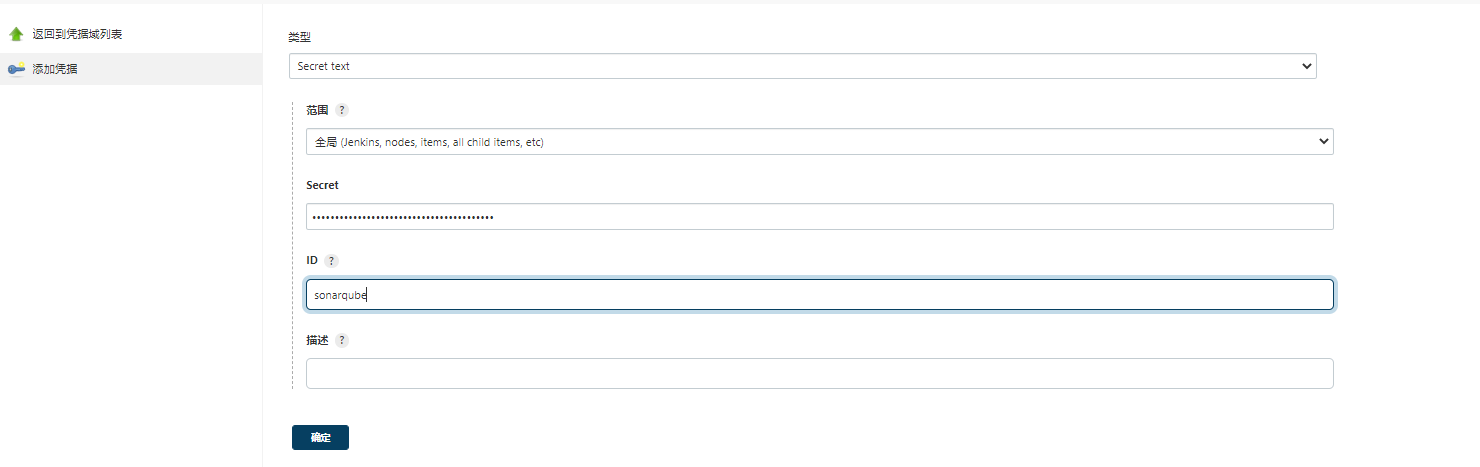 返回到凭据域列表
添加凭据
类型
Secret text
范围 ?
全局 (Jenkins, nodes, items, all child items, etc)
Secret
••••••••••••••••••••••••••••••••••••••••
ID ?
sonarqube
描述 ?
确定